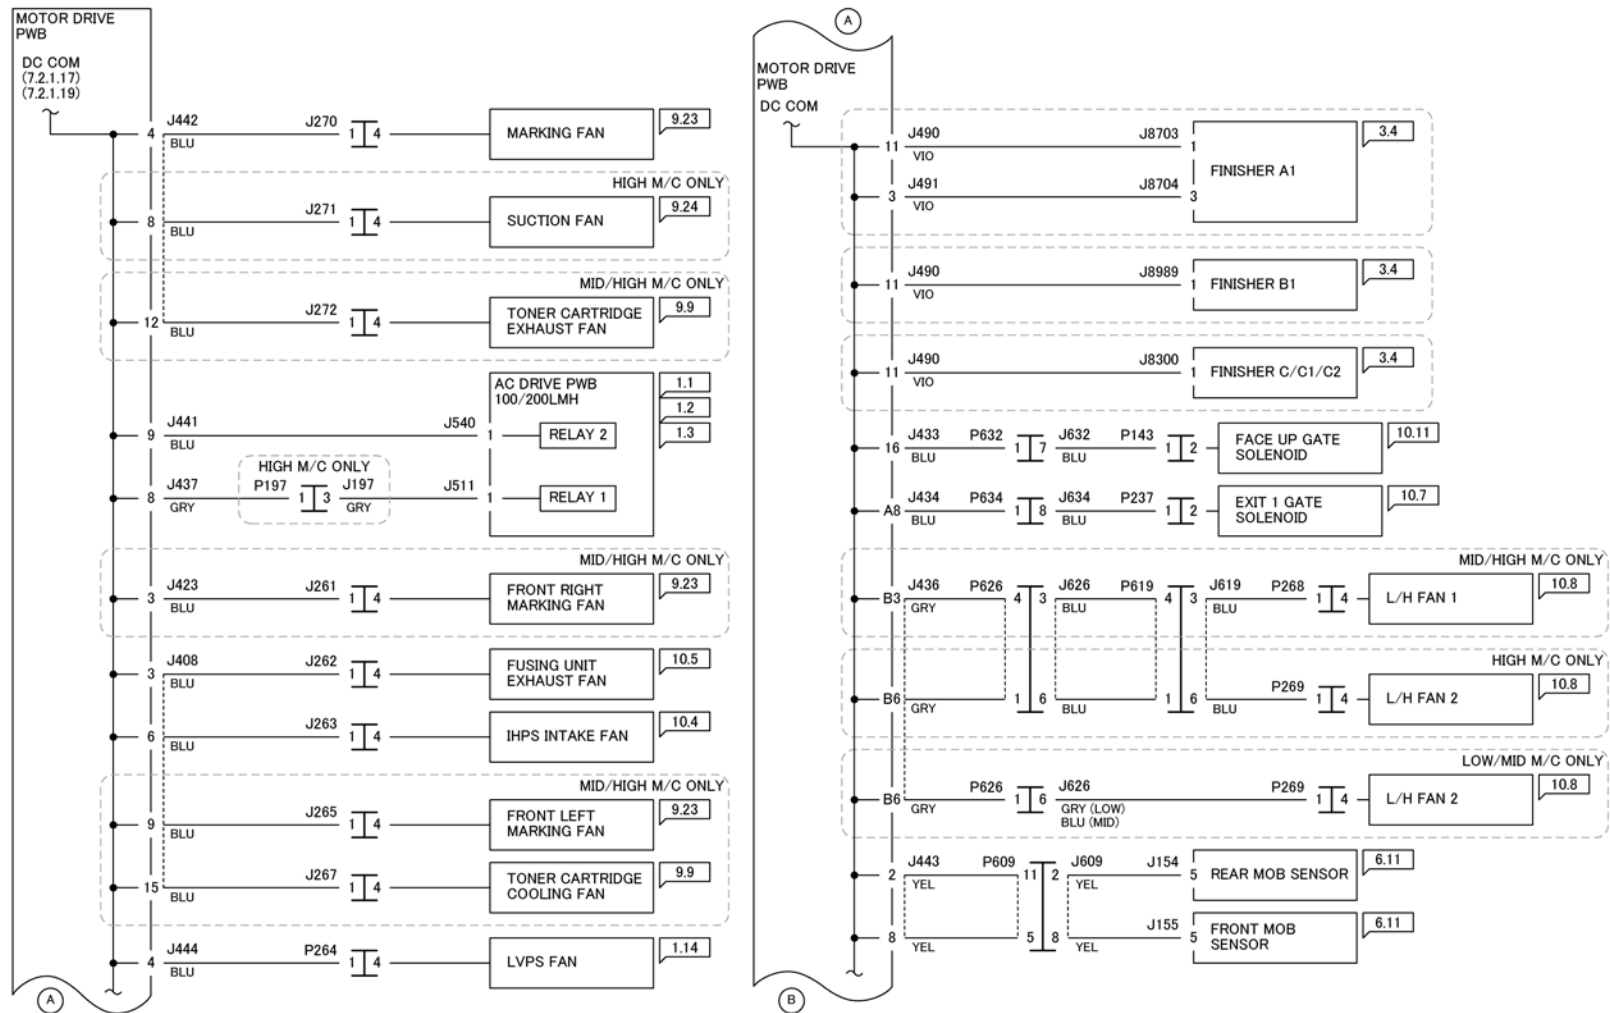 MOTOR DRIVE
PWB
DC COM
(7.2.1.17)
(7.2.1.19)
4 J442 BLU J270 1 4 MARKING FAN 9.23
HIGH M/C ONLY
8 BLU J271 1 4 SUCTION FAN 9.24
MID/HIGH M/C ONLY
12 BLU J272 1 4 TONER CARTRIDGE
EXHAUST FAN 9.9
AC DRIVE PWB
100/200LMH
1.1
1.2
1.3
9 J441 BLU J540 1 RELAY 2
HIGH M/C ONLY
8 J437 GRY P197 1 3 J197 GRY J511 1 RELAY 1
MID/HIGH M/C ONLY
3 J423 BLU J261 1 4 FRONT RIGHT
MARKING FAN 9.23
3 J408 BLU J262 1 4 FUSING UNIT
EXHAUST FAN 10.5
6 BLU J263 1 4 IHPS INTAKE FAN 10.4
MID/HIGH M/C ONLY
9 BLU J265 1 4 FRONT LEFT
MARKING FAN 9.23
15 BLU J267 1 4 TONER CARTRIDGE
COOLING FAN 9.9
4 J444 BLU P264 1 4 LVPS FAN 1.14
A
A
MOTOR DRIVE
PWB
DC COM
11 J490 VIO J8703 1 FINISHER A1 3.4
3 J491 VIO J8704 3
11 J490 VIO J8989 1 FINISHER B1 3.4
11 J490 VIO J8300 1 FINISHER C/C1/C2 3.4
16 J433 BLU P632 1 7 J632 BLU P143 1 2 FACE UP GATE
SOLENOID 10.11
A8 J434 BLU P634 1 8 J634 BLU P237 1 2 EXIT 1 GATE
SOLENOID 10.7
MID/HIGH M/C ONLY
B3 J436 GRY P626 4 3 J626 BLU P619 4 3 J619 BLU P268 1 4 L/H FAN 1 10.8
HIGH M/C ONLY
B6 GRY 1 6 BLU 1 6 BLU P269 1 4 L/H FAN 2 10.8
LOW/MID M/C ONLY
B6 GRY P626 1 6 J626 GRY (LOW)
BLU (MID) P269 1 4 L/H FAN 2 10.8
2 J443 YEL P609 11 2 J609 YEL J154 5 REAR MOB SENSOR 6.11
8 YEL 5 8 YEL J155 5 FRONT MOB
SENSOR 6.11
B